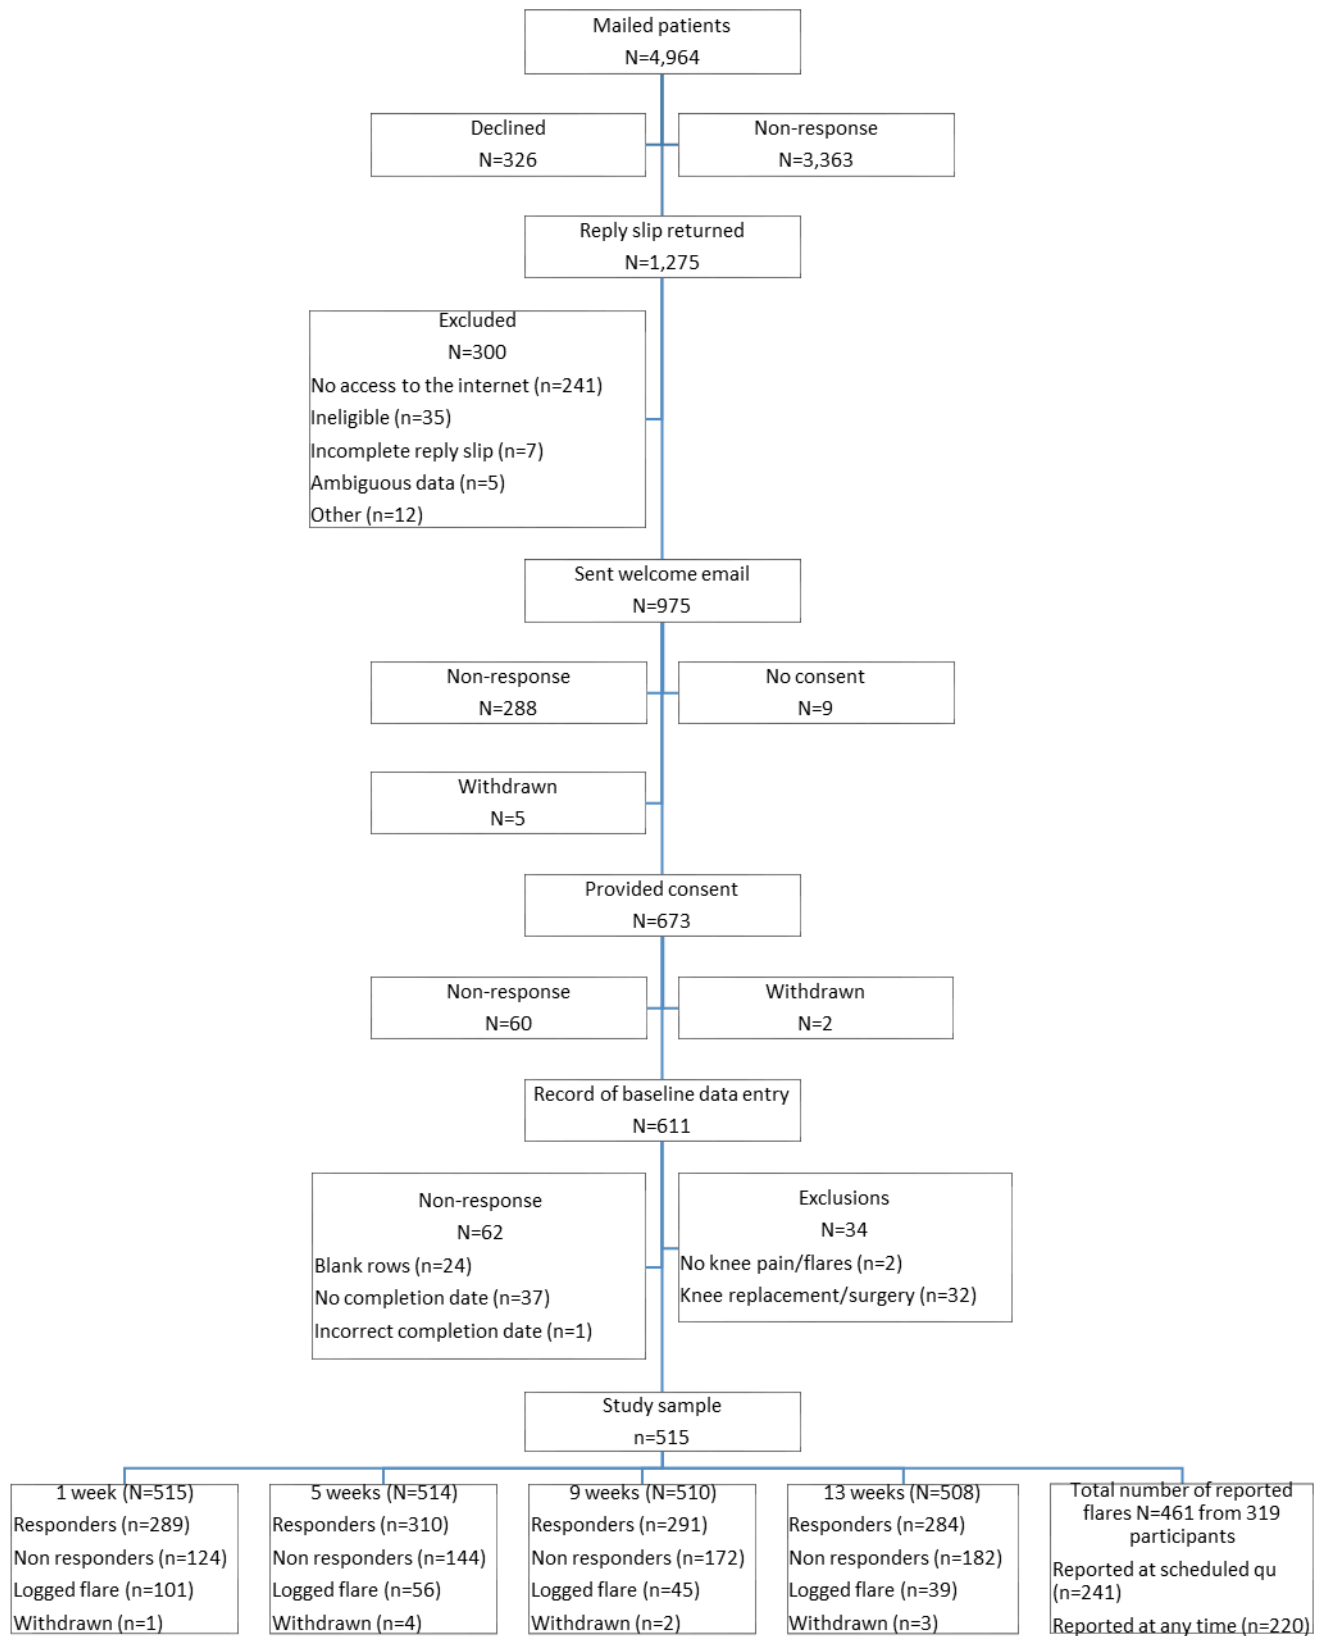 Mailed patients
N=4,964
Declined
N=326
Non-response
N=3,363
Reply slip returned
N=1,275
Excluded
N=300
No access to the internet (n=241)
Ineligible (n=35)
Incomplete reply slip (n=7)
Ambiguous data (n=5)
Other (n=12)
Sent welcome email
N=975
Non-response
N=288
No consent
N=9
Withdrawn
N=5
Provided consent
N=673
Non-response
N=60
Withdrawn
N=2
Record of baseline data entry
N=611
Non-response
N=62
Blank rows (n=24)
No completion date (n=37)
Incorrect completion date (n=1)
Exclusions
N=34
No knee pain/flares (n=2)
Knee replacement/surgery (n=32)
Study sample
n=515
1 week (N=515)
Responders (n=289)
Non responders (n=124)
Logged flare (n=101)
Withdrawn (n=1)
5 weeks (N=514)
Responders (n=310)
Non responders (n=144)
Logged flare (n=56)
Withdrawn (n=4)
9 weeks (N=510)
Responders (n=291)
Non responders (n=172)
Logged flare (n=45)
Withdrawn (n=2)
13 weeks (N=508)
Responders (n=284)
Non responders (n=182)
Logged flare (n=39)
Withdrawn (n=3)
Total number of reported
flares N=461 from 319
participants
Reported at scheduled qu
(n=241)
Reported at any time (n=220)